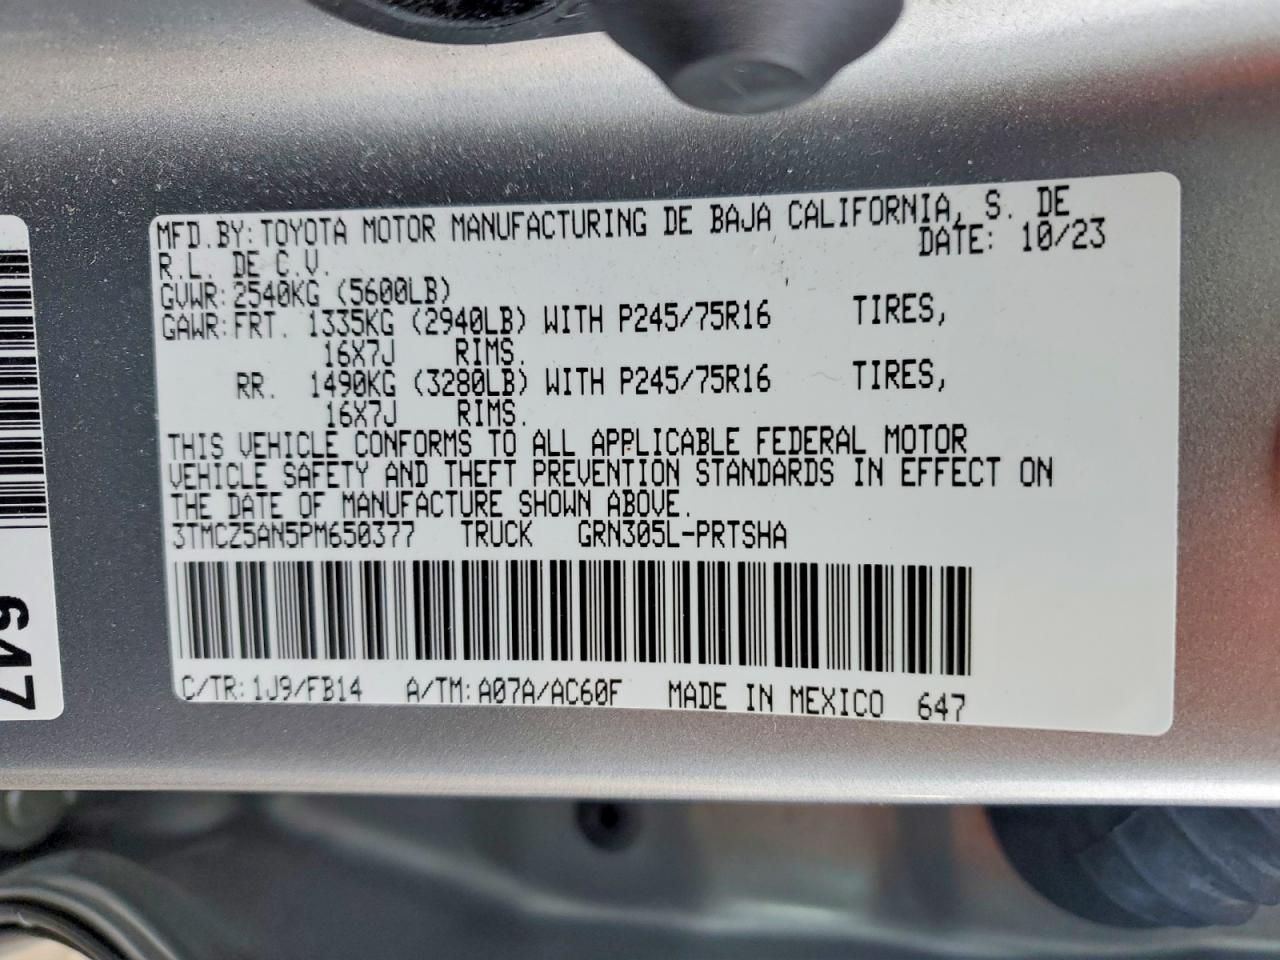 MFD.BY:TOYOTA MOTOR MANUFACTURING DE BAJA CALIFORNIA, S. DE
R.L. DE C.V. DATE: 10/23
GVWR:2540KG (5600LB)
GAWR:FRT. 1335KG (2940LB) WITH P245/75R16 TIRES,
16X7J RIMS.
RR. 1490KG (3280LB) WITH P245/75R16 TIRES,
16X7J RIMS.
THIS VEHICLE CONFORMS TO ALL APPLICABLE FEDERAL MOTOR
VEHICLE SAFETY AND THEFT PREVENTION STANDARDS IN EFFECT ON
THE DATE OF MANUFACTURE SHOWN ABOVE.
3TMCZ5AN5PM650377 TRUCK GRN305L-PRTSHA
C/TR:1J9/FB14 A/TM:A07A/AC60F MADE IN MEXICO 647
647